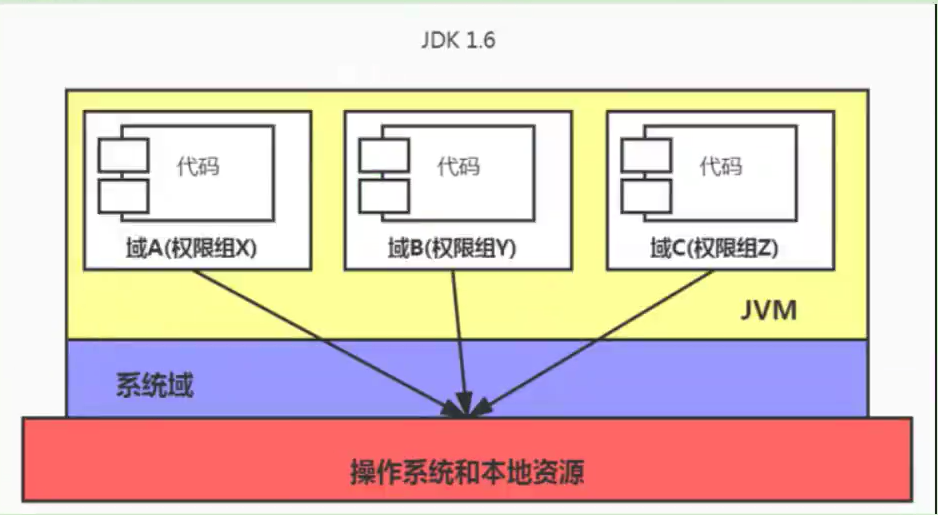 JDK 1.6
代码
代码
代码
域A(权限组X)
域B(权限组Y)
域C(权限组Z)
JVM
系统域
操作系统和本地资源